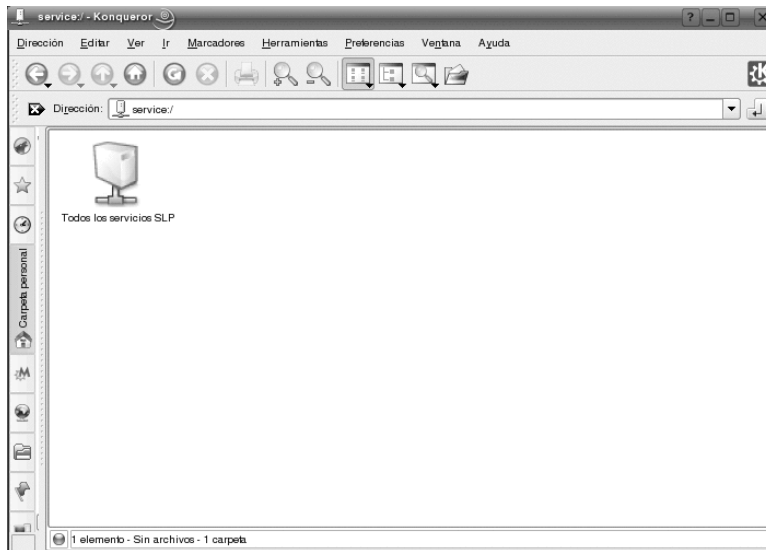 service:/ - Konqueror
Dirección Editar Ver Ir Marcadores Herramientas Preferencias Ventana Ayuda
Dirección: service:/
Todos los servicios SLP
Carpeta personal
1 elemento - Sin archivos - 1 carpeta